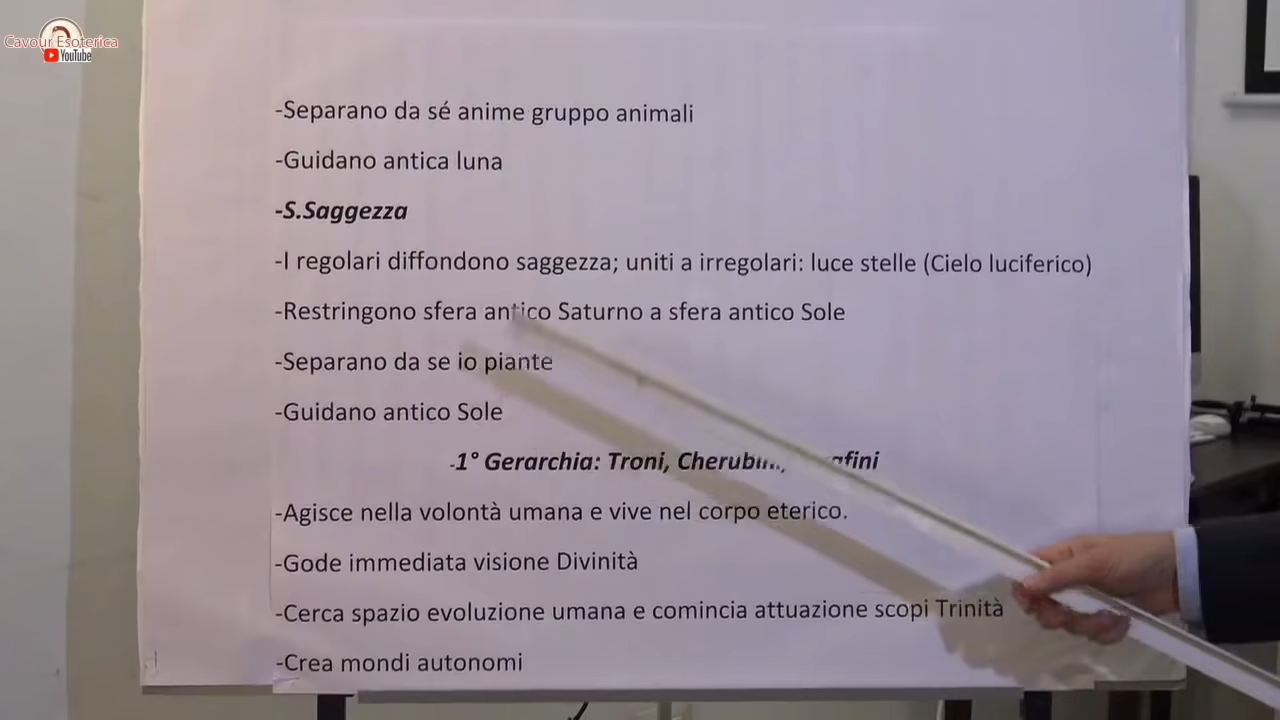 Cavour Esoterica
YouTube
-Separano da sé anime gruppo animali
-Guidano antica luna
-S.Saggezza
-I regolari diffondono saggezza; uniti a irregolari: luce stelle (Cielo luciferico)
-Restringono sfera antico Saturno a sfera antico Sole
-Separano da se io piante
-Guidano antico Sole
-1° Gerarchia: Troni,
-Agisce nella volontà umana e vive nel corpo eterico.
-Gode immediata visione Divinità
-Cerca spazio evoluzione umana e comincia attuazione scopi Trinità
-Crea mondi autonomi